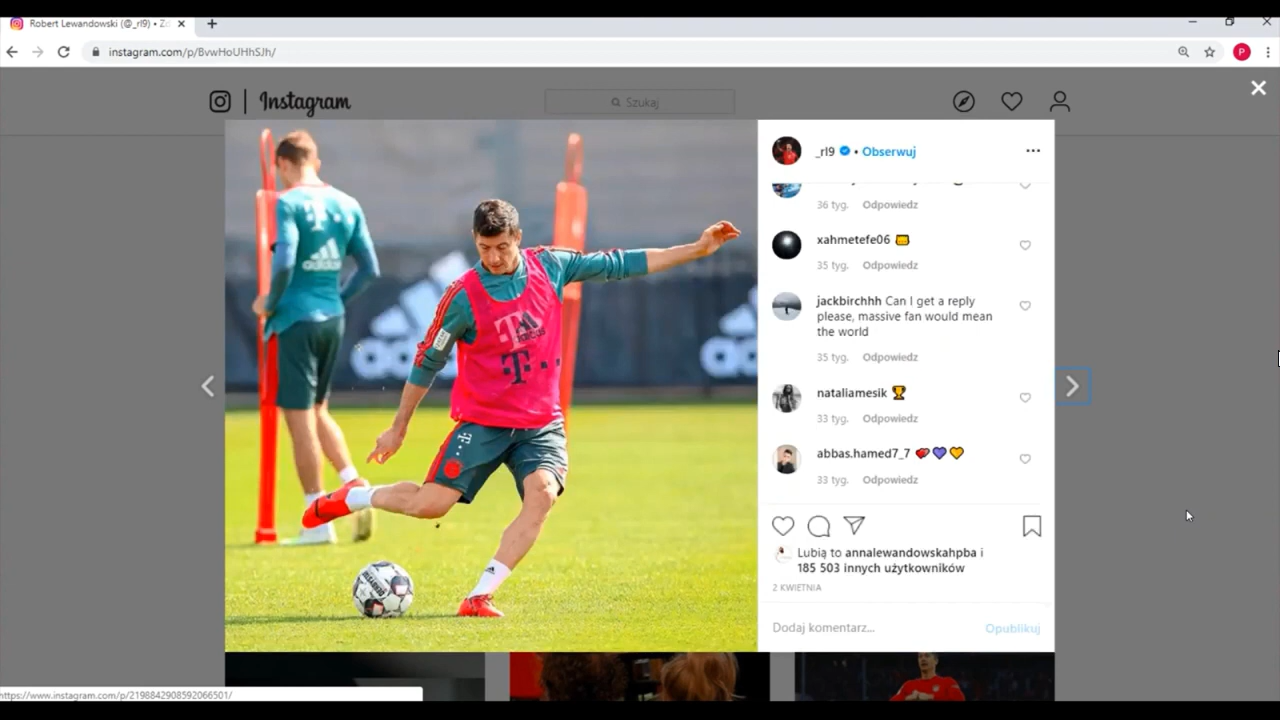 Robert Lewandowski (@_rl9) •
instagram.com/p/BvwHoUHhSJh/
P
Instagram
Szukaj
_rl9 • Obserwuj
36 tyg. Odpowiedz
xahmetefe06
35 tyg. Odpowiedz
jackbirchhh Can I get a reply
please, massive fan would mean
the world
35 tyg. Odpowiedz
nataliamesik 🏆
33 tyg. Odpowiedz
abbas.hamed7_7 💜🧡
33 tyg. Odpowiedz
Lubią to annalewandowskahpba i
185 503 innych użytkowników
2 KWIETNIA
Dodaj komentarz... Opublikuj
adidas
T
https://www.instagram.com/p/2198842908592066501/